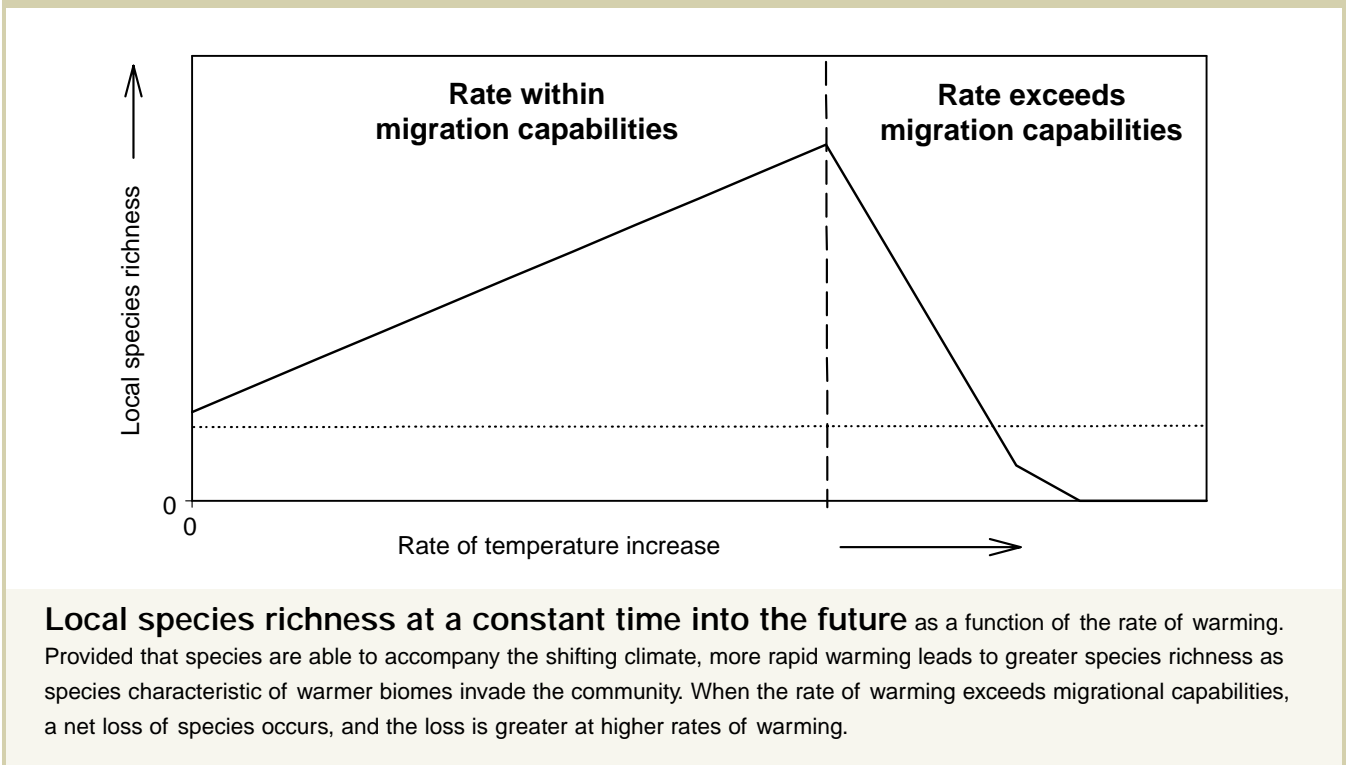 Rate within
migration capabilities
Rate exceeds
migration capabilities
Local species richness
0
0
Rate of temperature increase
Local species richness at a constant time into the future as a function of the rate of warming.
Provided that species are able to accompany the shifting climate, more rapid warming leads to greater species richness as
species characteristic of warmer biomes invade the community. When the rate of warming exceeds migrational capabilities,
a net loss of species occurs, and the loss is greater at higher rates of warming.